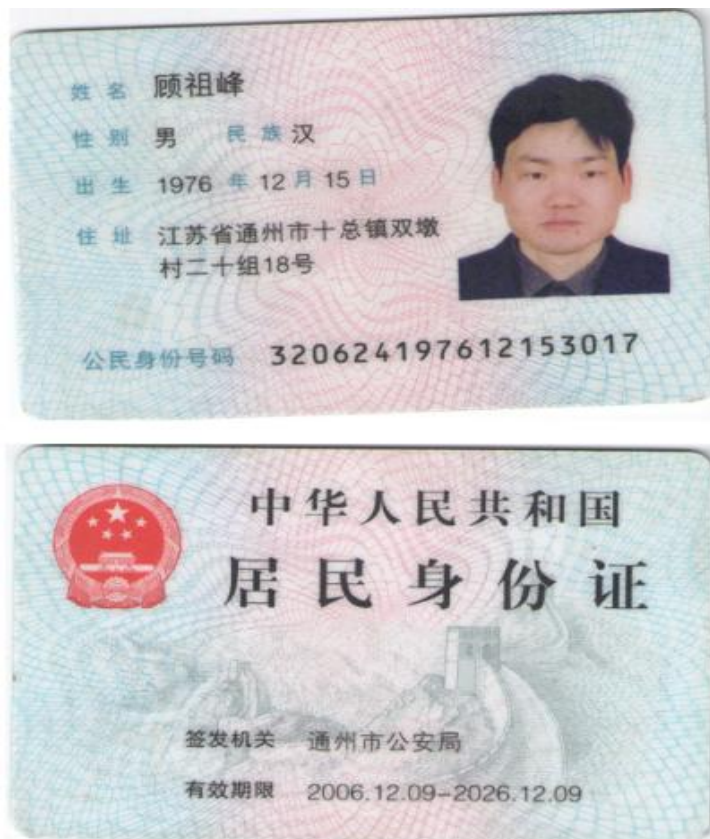 姓名 顾祖峰
性别 男 民族 汉
出生 1976 年 12 月 15 日
住址 江苏省通州市十总镇双墩
村二十组18号
公民身份号码 320624197612153017
中华人民共和国
居民身份证
签发机关 通州市公安局
有效期限 2006.12.09-2026.12.09